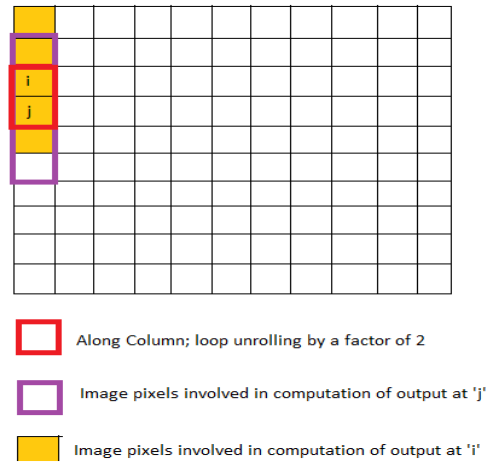 i
j
Along Column; loop unrolling by a factor of 2
Image pixels involved in computation of output at 'j'
Image pixels involved in computation of output at 'i'